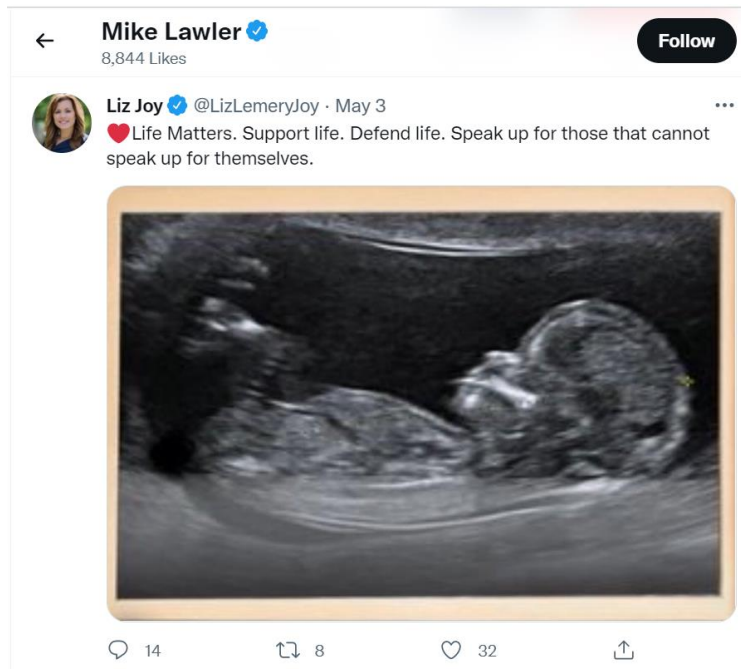 Mike Lawler
8,844 Likes
Follow
Liz Joy @LizLemeryJoy · May 3
❤️Life Matters. Support life. Defend life. Speak up for those that cannot
speak up for themselves.
14 8 32